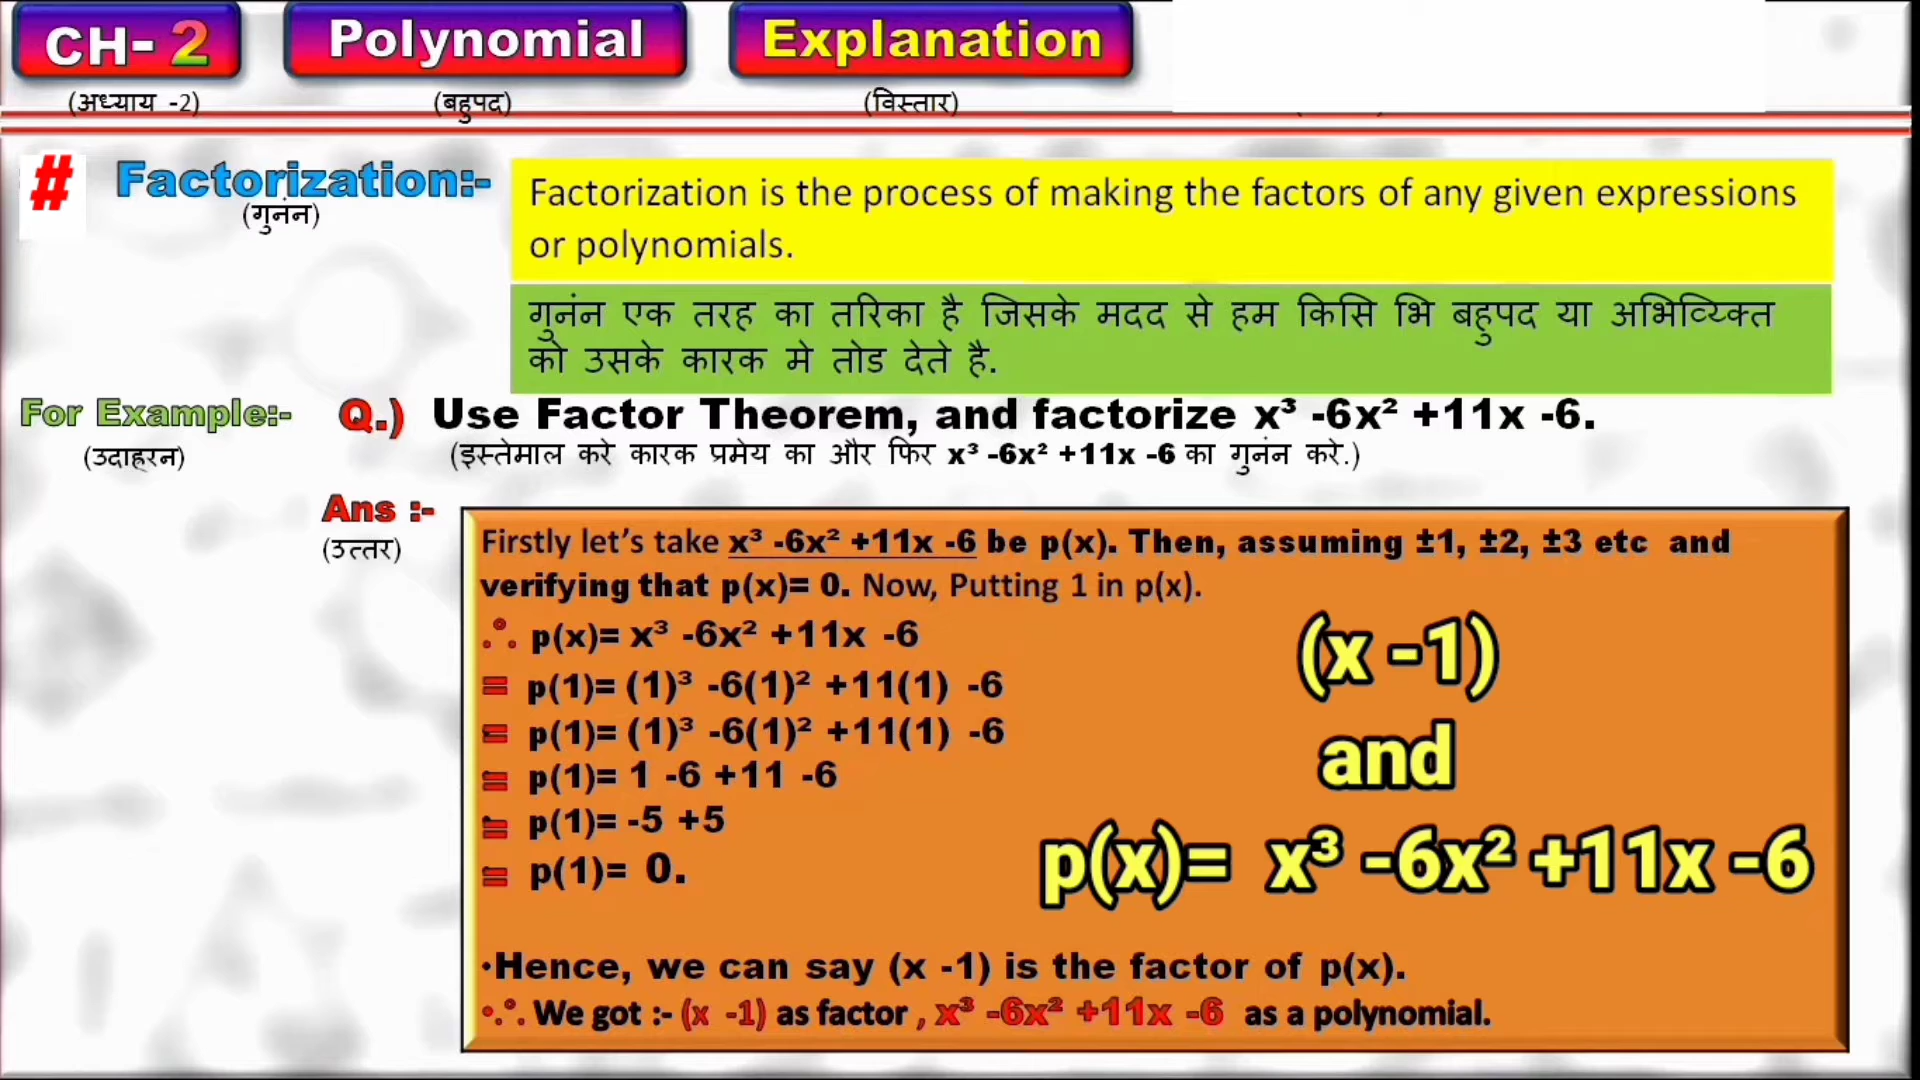 CH- 2 Polynomial Explanation
(अध्याय -2) (बहुपद) (विस्तार)
# Factorization:-
(गुनंन)
Factorization is the process of making the factors of any given expressions
or polynomials.
गुनंन एक तरह का तरिका है जिसके मदद से हम किसि भि बहुपद या अभिव्यिक्त
को उसके कारक मे तोड देते है.
For Example:- Q.) Use Factor Theorem, and factorize x³ -6x² +11x -6.
(उदाहरन) (इस्तेमाल करे कारक प्रमेय का और फिर x³ -6x² +11x -6 का गुनंन करे.)
Ans :-
(उत्तर)
Firstly let’s take x³ -6x² +11x -6 be p(x). Then, assuming ±1, ±2, ±3 etc and
verifying that p(x)= 0. Now, Putting 1 in p(x).
∴ p(x)= x³ -6x² +11x -6
= p(1)= (1)³ -6(1)² +11(1) -6
= p(1)= (1)³ -6(1)² +11(1) -6
= p(1)= 1 -6 +11 -6
= p(1)= -5 +5
= p(1)= 0.
(x -1)
and
p(x)= x³ -6x² +11x -6
•Hence, we can say (x -1) is the factor of p(x).
•∴ We got :- (x -1) as factor , x³ -6x² +11x -6 as a polynomial.